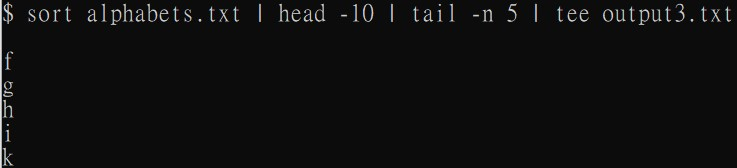 $ sort alphabets.txt | head -10 | tail -n 5 | tee output3.txt
f
g
h
i
k